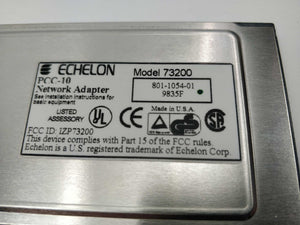 ECHELON
Model 73200
PCC-10
Network Adapter
See installation instructions for
basic equipment
801-1054-01
9835F
Made in U.S.A.
LISTED
ACCESSORY
UL
FCC ID: IZP73200
This device complies with Part 15 of the FCC rules.
Echelon is a U.S. registered trademark of Echelon Corp.